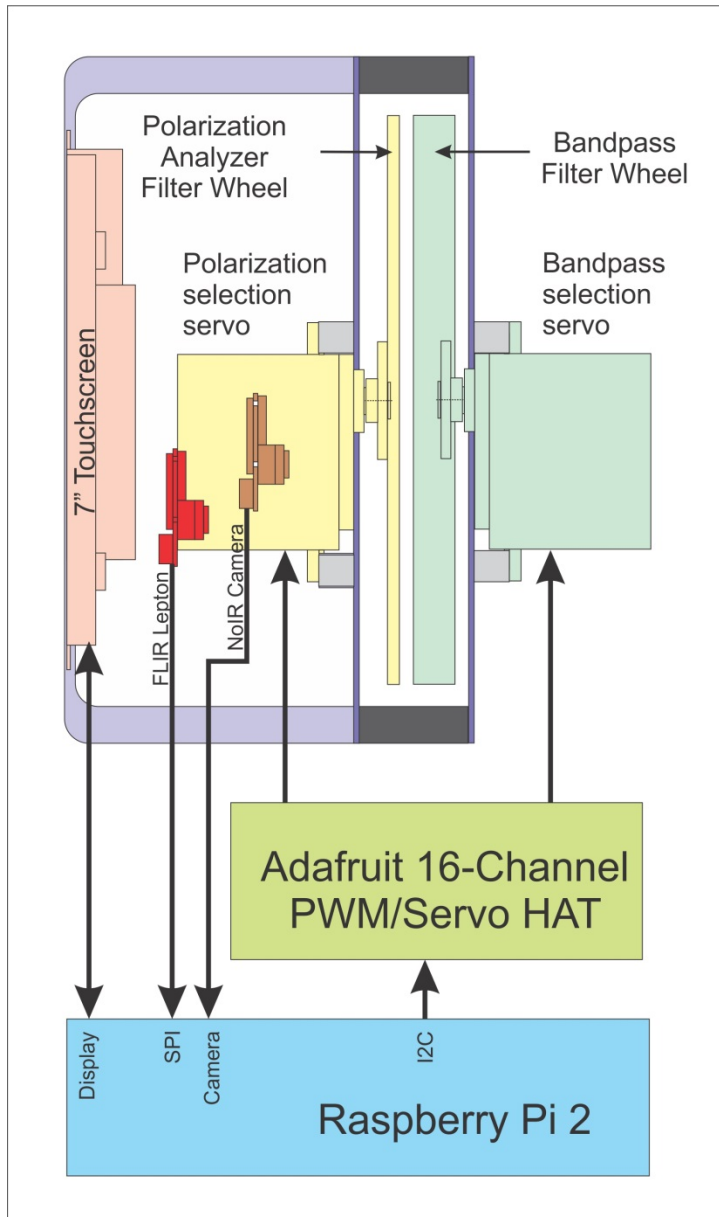 Polarization
Analyzer
Filter Wheel
Bandpass
Filter Wheel
Polarization
selection
servo
Bandpass
selection
servo
7” Touchscreen
FLIR Lepton
NoIR Camera
Adafruit 16-Channel
PWM/Servo HAT
Display
SPI
Camera
I2C
Raspberry Pi 2